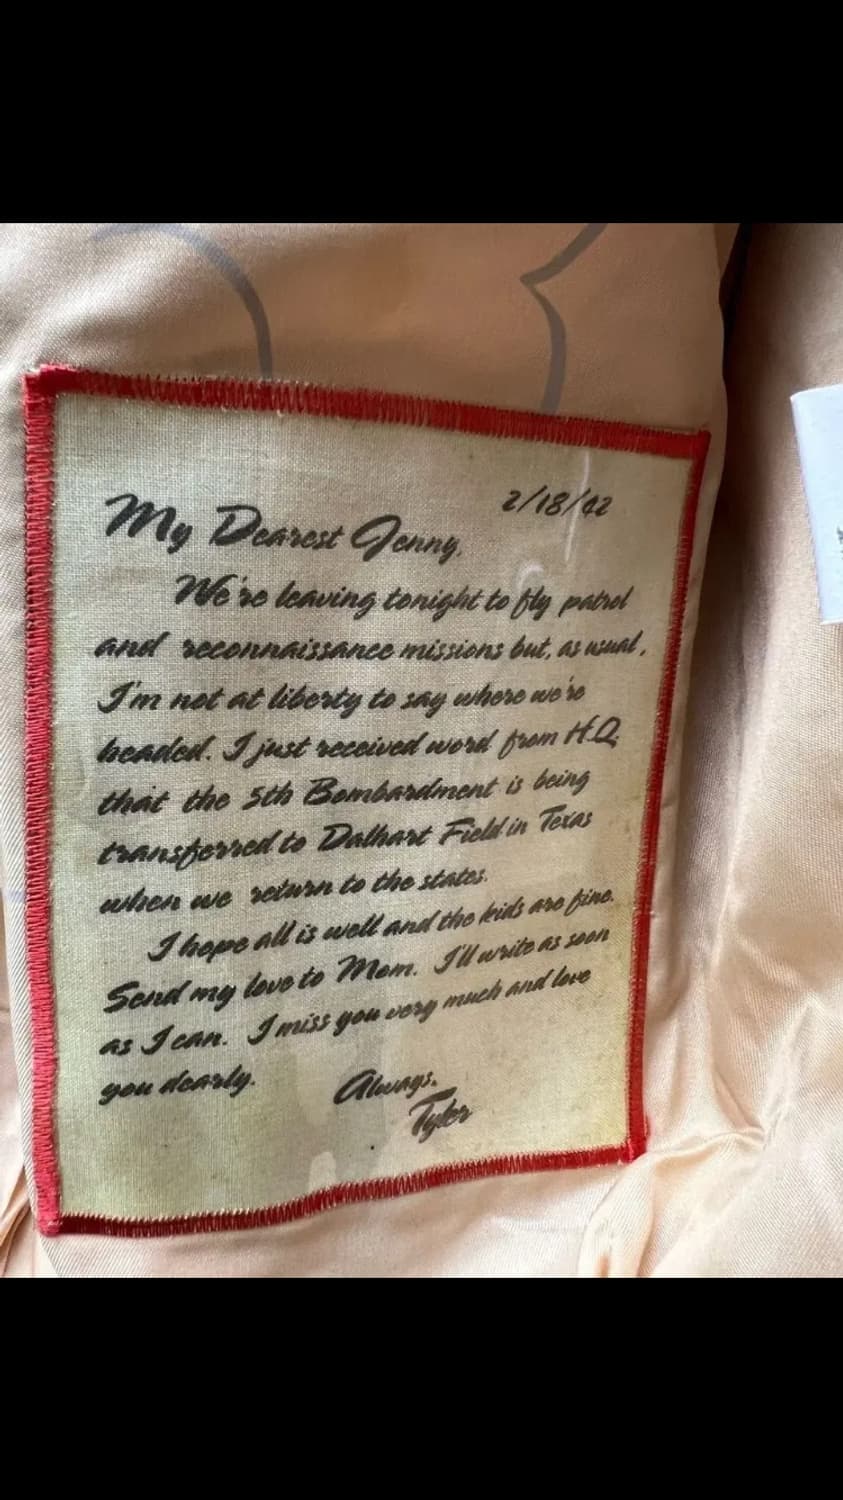 2/18/42
My Dearest Jenny,
We're leaving tonight to fly patrol
and reconnaissance missions but, as usual,
I'm not at liberty to say where we're
headed. I just received word from H.Q.
that the 5th Bombardment is being
transferred to Dalhart Field in Texas
when we return to the states.
I hope all is well and the kids are fine.
Send my love to Mom. I'll write as soon
as I can. I miss you very much and love
you dearly.
Always,
Tyler